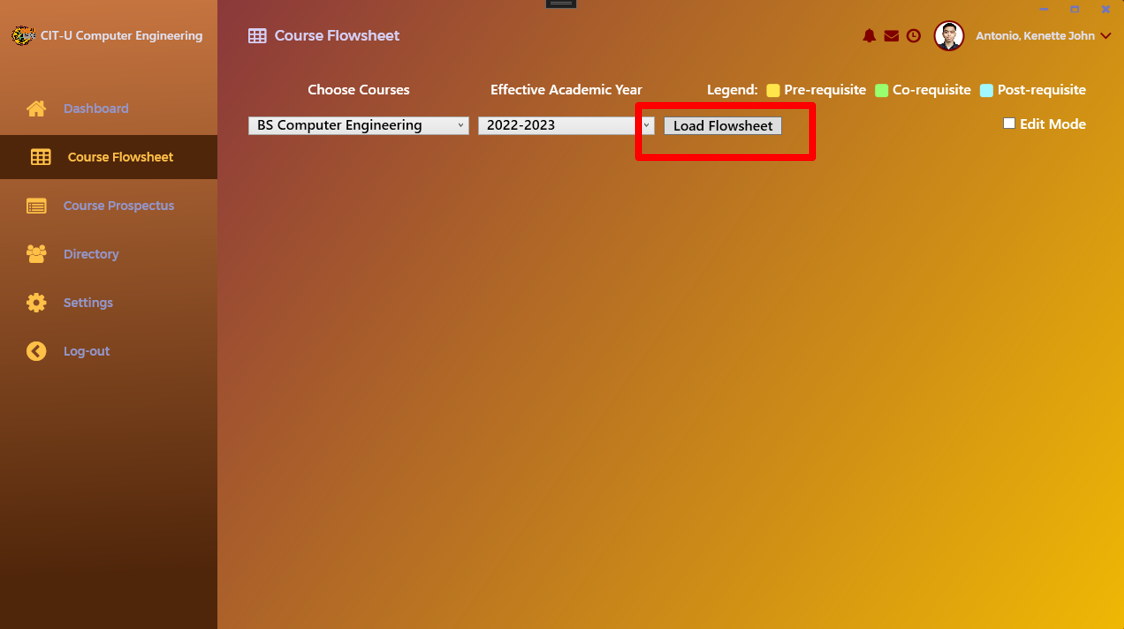 CIT-U Computer Engineering
Dashboard
Course Flowsheet
Course Prospectus
Directory
Settings
Log-out
Course Flowsheet
Antonio, Kenette John
Choose Courses
Effective Academic Year
Legend: Pre-requisite Co-requisite Post-requisite
BS Computer Engineering
2022-2023
Load Flowsheet
Edit Mode